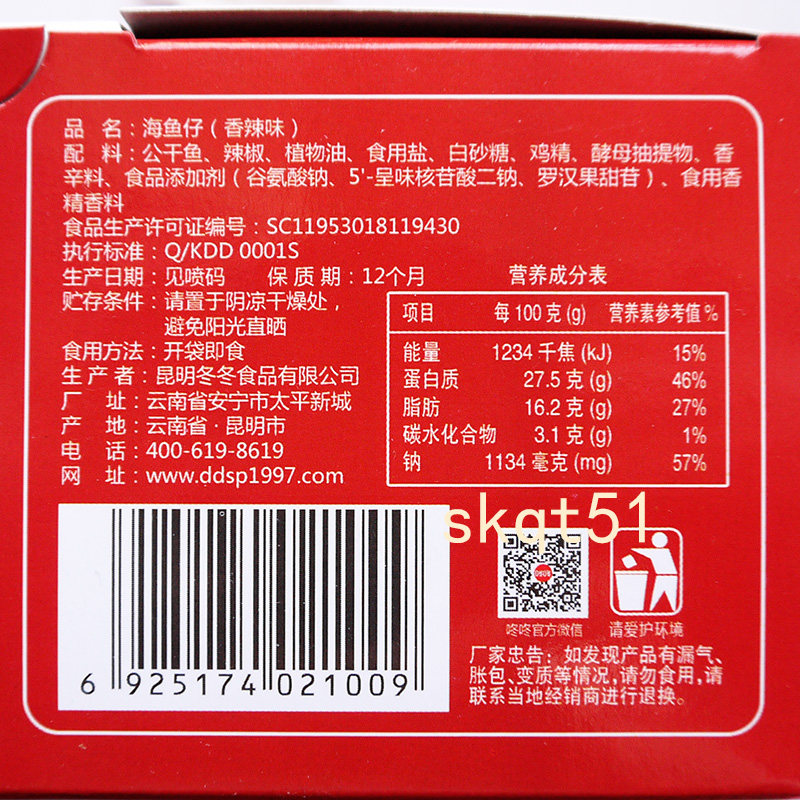 品 名：海鱼仔（香辣味）
配 料：公干鱼、辣椒、植物油、食用盐、白砂糖、鸡精、酵母抽提物、香
辛料、食品添加剂（谷氨酸钠、5'-呈味核苷酸二钠、罗汉果甜苷）、食用香
精香料
食品生产许可证编号：SC11953018119430
执行标准：Q/KDD 0001S
生产日期：见喷码 保 质 期：12个月
贮存条件：请置于阴凉干燥处，
避免阳光直晒
食用方法：开袋即食
生 产 者：昆明冬冬食品有限公司
厂 址：云南省安宁市太平新城
产 地：云南省·昆明市
电 话：400-619-8619
网 址：www.ddsp1997.com
营养成分表
项目 每100克(g) 营养素参考值%
能量 1234 千焦 (kJ) 15%
蛋白质 27.5 克 (g) 46%
脂肪 16.2 克 (g) 27%
碳水化合物 3.1 克 (g) 1%
钠 1134 毫克 (mg) 57%
skqt51
6 925174 021009
咚咚官方微信
请爱护环境
厂家忠告：如发现产品有漏气、
胀包、变质等情况，请勿食用，请
联系当地经销商进行退换。